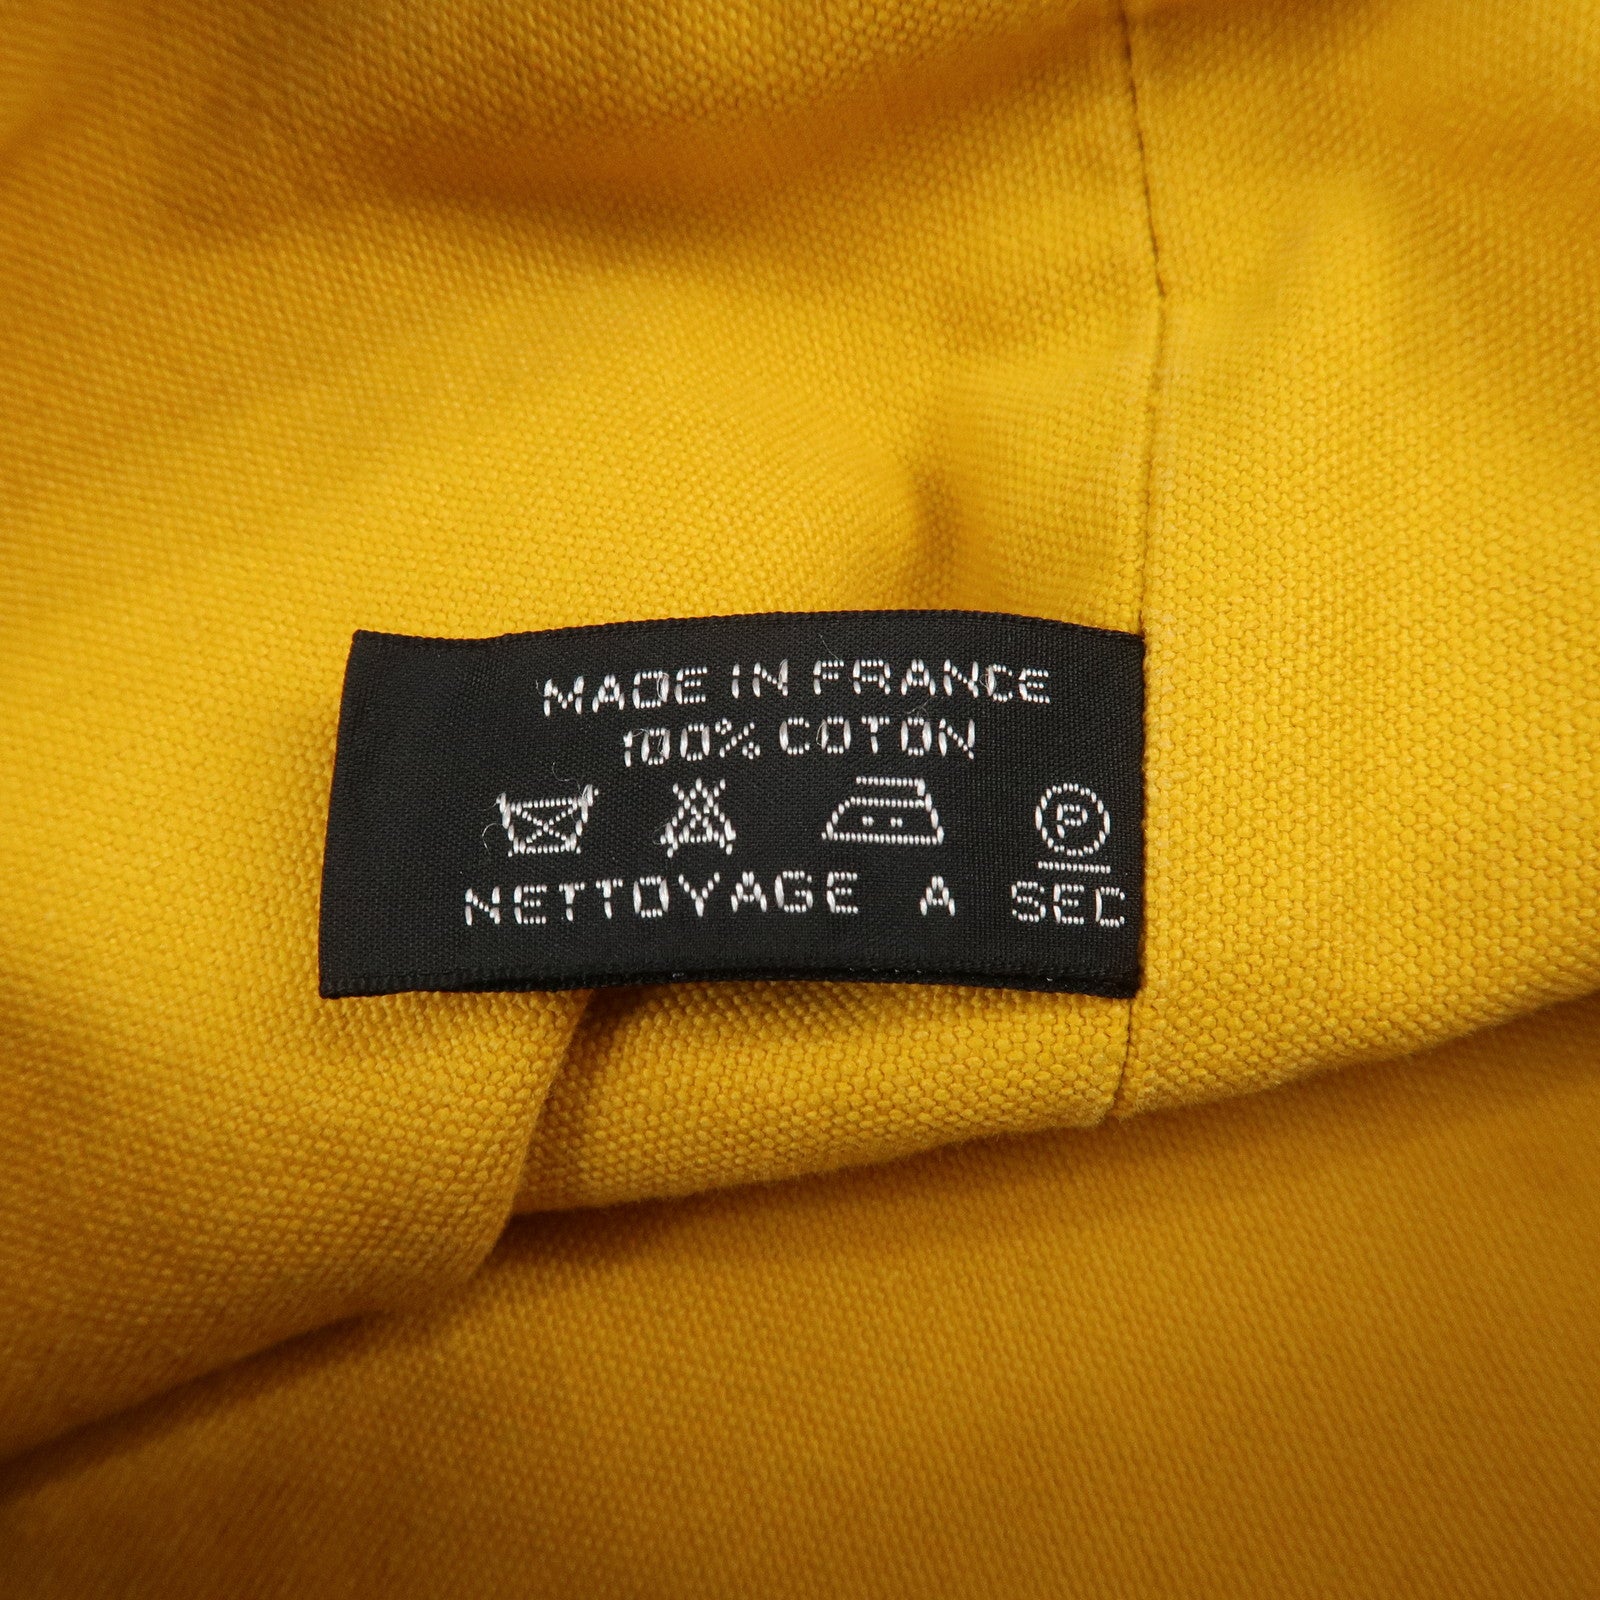 MADE IN FRANCE
100% COTON
P
NETTOYAGE A SEC